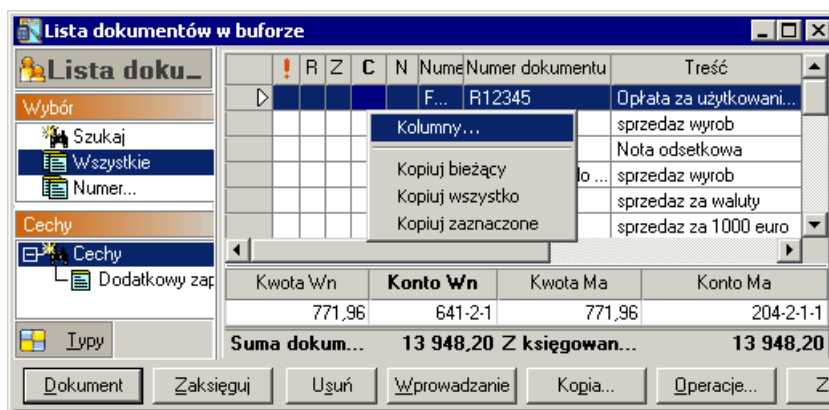 Lista dokumentów w buforze
Lista doku...
! R Z C N Nume Numer dokumentu Treść
Wybór
F... R12345 Opłata za użytkowani...
Szukaj
Kolumny... sprzedaz wyrob
Wszystkie
Nota odsetkowa
Numer...
Kopiuj bieżący lo ... sprzedaz wyrob
Kopiuj wszystko sprzedaz za waluty
Cechy
Kopiuj zaznaczone sprzedaz za 1000 euro
Cechy
Dodatkowy zap
Kwota Wn Konto Wn Kwota Ma Konto Ma
771,96 641-2-1 771,96 204-2-1-1
Typy
Suma dokum... 13 948,20 Z księgowan... 13 948,20
Dokument Zaksięguj Usuń Wprowadzanie Kopia... Operacje... Z